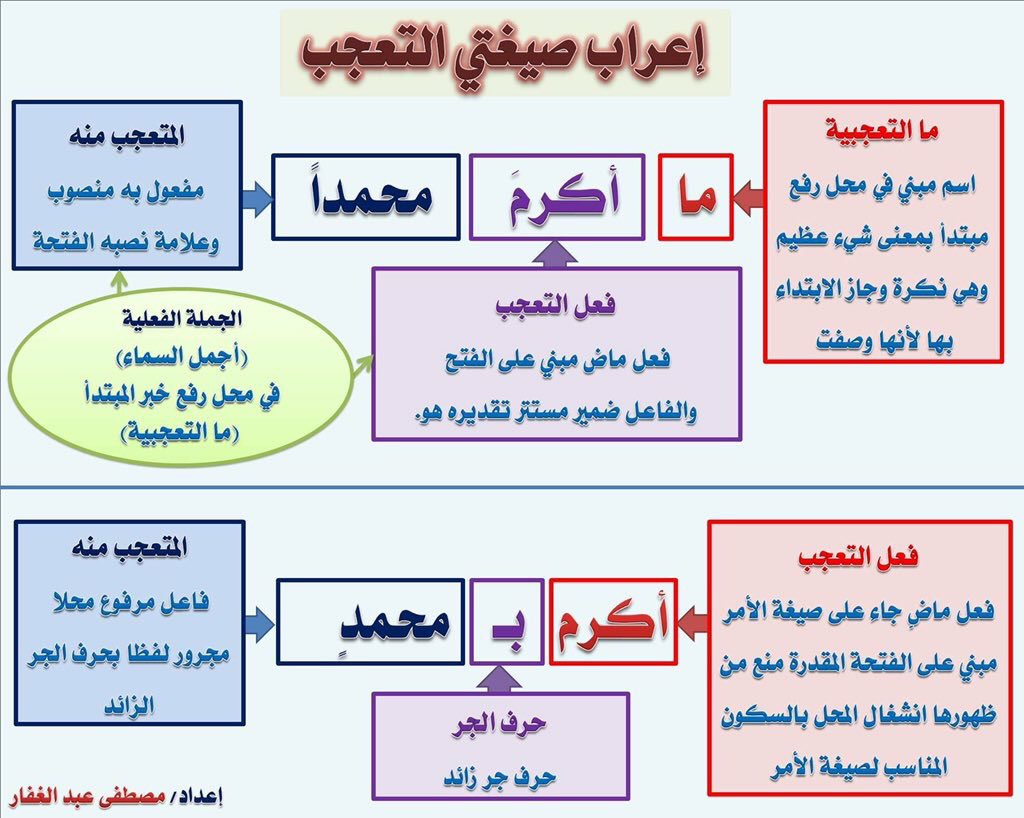 إعراب صيغتي التعجب
ما التعجبية
اسم مبني في محل رفع
مبتدأ بمعنى شيء عظيم
وهي نكرة وجاز الابتداء
بها لأنها وصفت
ما
أكرمَ
محمداً
المتعجب منه
مفعول به منصوب
وعلامة نصبه الفتحة
فعل التعجب
فعل ماض مبني على الفتح
والفاعل ضمير مستتر تقديره هو.
الجملة الفعلية
(أجمل السماء)
في محل رفع خبر المبتدأ
(ما التعجبية)
فعل التعجب
فعل ماضٍ جاء على صيغة الأمر
مبني على الفتحة المقدرة منع من
ظهورها انشغال المحل بالسكون
المناسب لصيغة الأمر
أكرم
بـ
محمدٍ
المتعجب منه
فاعل مرفوع محلا
مجرور لفظا بحرف الجر
الزائد
حرف الجر
حرف جر زائد
إعداد/ مصطفى عبد الغفار